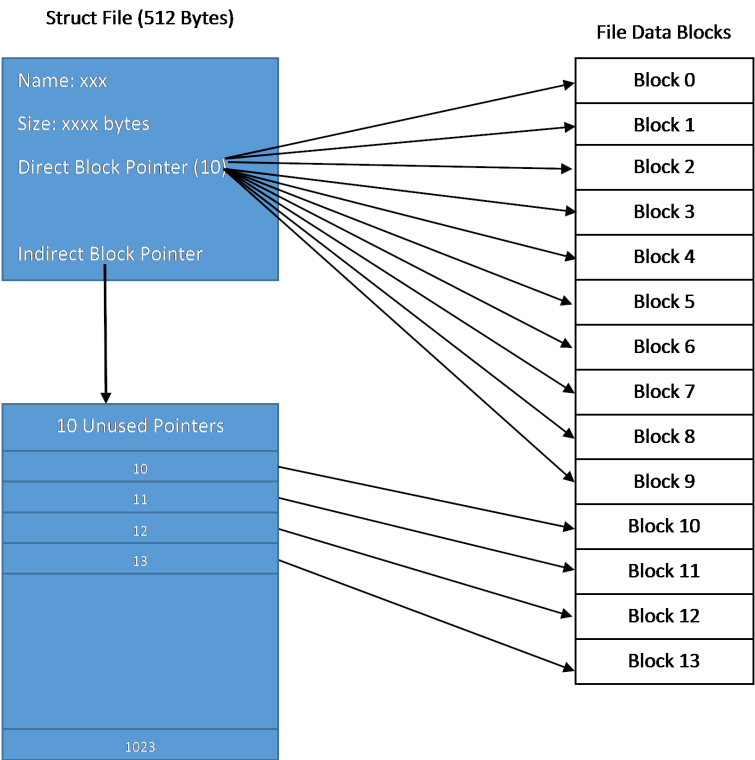 Struct File (512 Bytes)
Name: xxx
Size: xxxx bytes
Direct Block Pointer (10)
Indirect Block Pointer
10 Unused Pointers
10
11
12
13
1023
File Data Blocks
Block 0
Block 1
Block 2
Block 3
Block 4
Block 5
Block 6
Block 7
Block 8
Block 9
Block 10
Block 11
Block 12
Block 13